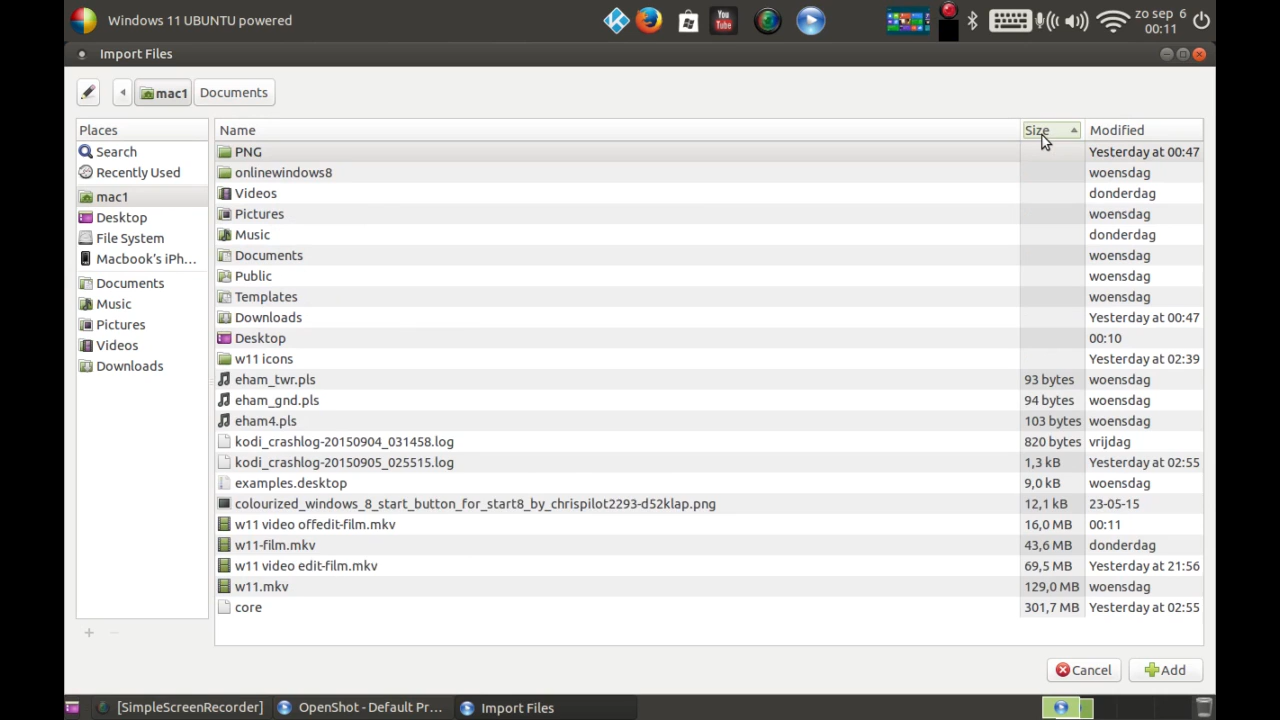 Windows 11 UBUNTU powered
You
Tube
zo sep 6
00:11
Import Files
mac1
Documents
Places
Name
Size
Modified
Search
PNG
Yesterday at 00:47
Recently Used
onlinewindows8
woensdag
mac1
Videos
donderdag
Desktop
Pictures
woensdag
File System
Music
donderdag
Macbook's iPh...
Documents
woensdag
Documents
Public
woensdag
Music
Templates
woensdag
Pictures
Downloads
Yesterday at 00:47
Videos
Desktop
00:10
Downloads
w11 icons
Yesterday at 02:39
eham_twr.pls
93 bytes
woensdag
eham_gnd.pls
94 bytes
woensdag
eham4.pls
103 bytes
woensdag
kodi_crashlog-20150904_031458.log
820 bytes
vrijdag
kodi_crashlog-20150905_025515.log
1,3 kB
Yesterday at 02:55
examples.desktop
9,0 kB
woensdag
colourized_windows_8_start_button_for_start8_by_chrispilot2293-d52klap.png
12,1 kB
23-05-15
w11 video offedit-film.mkv
16,0 MB
00:11
w11-film.mkv
43,6 MB
donderdag
w11 video edit-film.mkv
69,5 MB
Yesterday at 21:56
w11.mkv
129,0 MB
woensdag
core
301,7 MB
Yesterday at 02:55
Cancel
Add
[SimpleScreenRecorder]
OpenShot - Default Pr...
Import Files